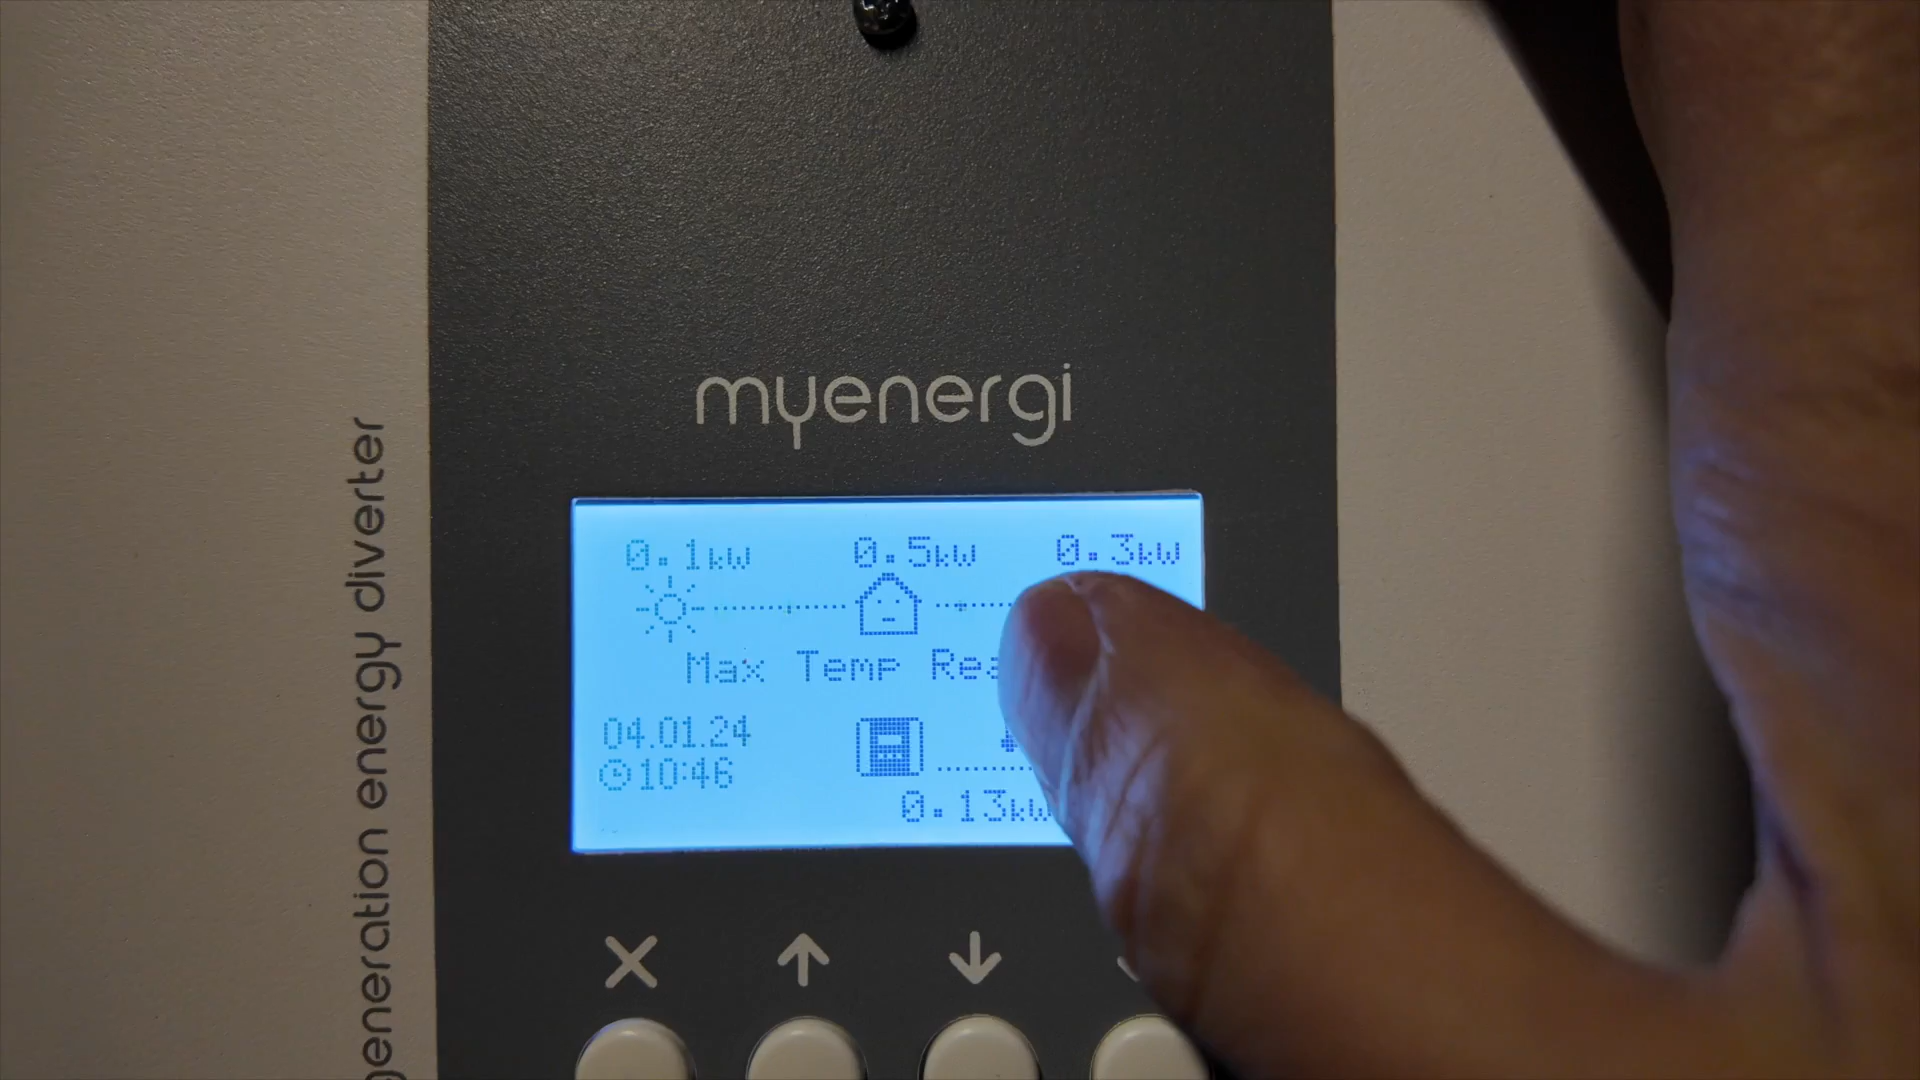 myenergi
generation energy diverter
0.1kW 0.5kW 0.3kW
Max Temp
04.01.24
10:46
0.13kW